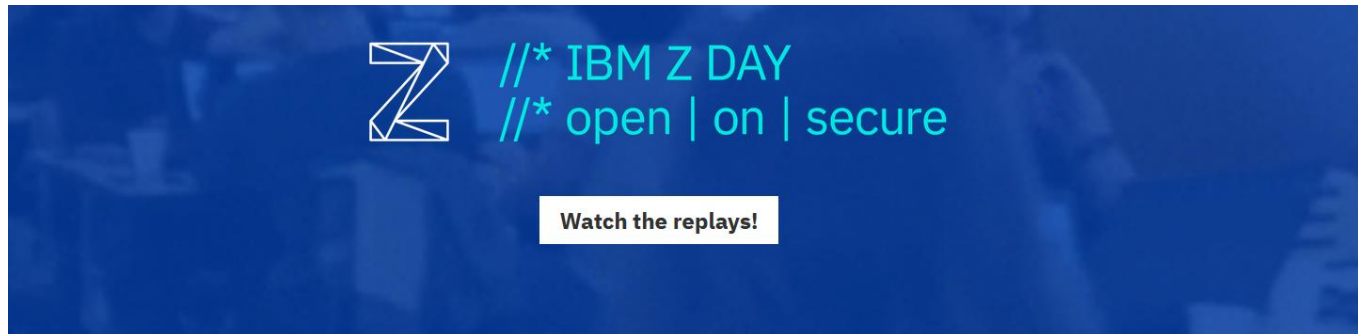 //* IBM Z DAY
//* open | on | secure
Watch the replays!